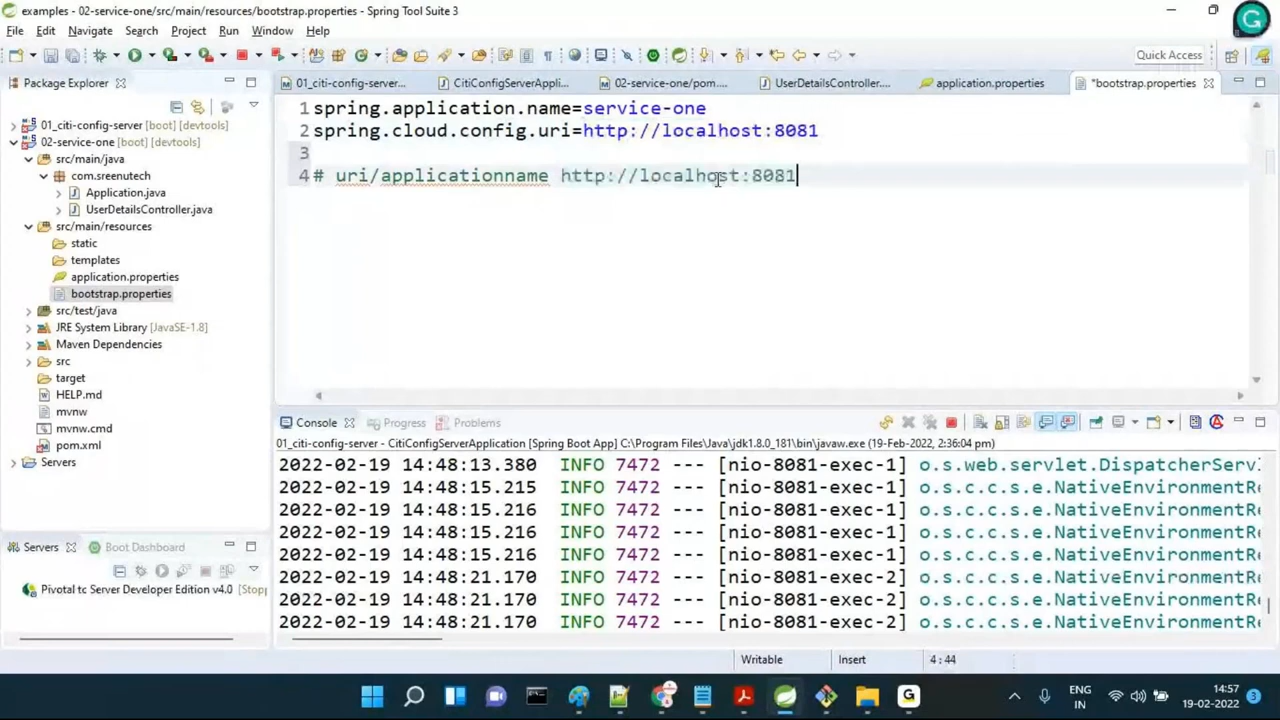 examples - 02-service-one/src/main/resources/bootstrap.properties - Spring Tool Suite 3
File Edit Navigate Search Project Run Window Help
Quick Access
Package Explorer
01_citi-config-server [boot] [devtools]
02-service-one [boot] [devtools]
src/main/java
com.sreenutech
Application.java
UserDetailsController.java
src/main/resources
static
templates
application.properties
bootstrap.properties
src/test/java
JRE System Library [JavaSE-1.8]
Maven Dependencies
src
target
HELP.md
mvnw
mvnw.cmd
pom.xml
Servers
01_citi-config-server... CitiConfigServerAppli... 02-service-one/pom.... UserDetailsController.... application.properties *bootstrap.properties
1 spring.application.name=service-one
2 spring.cloud.config.uri=http://localhost:8081
3
4 # uri/applicationname http://localhost:8081
Console Progress Problems
01_citi-config-server - CitiConfigServerApplication [Spring Boot App] C:\Program Files\Java\jdk1.8.0_181\bin\javaw.exe (19-Feb-2022, 2:36:04 pm)
2022-02-19 14:48:13.380 INFO 7472 --- [nio-8081-exec-1] o.s.web.servlet.DispatcherServ
2022-02-19 14:48:15.215 INFO 7472 --- [nio-8081-exec-1] o.s.c.c.s.e.NativeEnvironmentRe
2022-02-19 14:48:15.216 INFO 7472 --- [nio-8081-exec-1] o.s.c.c.s.e.NativeEnvironmentRe
2022-02-19 14:48:15.216 INFO 7472 --- [nio-8081-exec-1] o.s.c.c.s.e.NativeEnvironmentRe
2022-02-19 14:48:15.216 INFO 7472 --- [nio-8081-exec-1] o.s.c.c.s.e.NativeEnvironmentRe
2022-02-19 14:48:21.170 INFO 7472 --- [nio-8081-exec-2] o.s.c.c.s.e.NativeEnvironmentRe
2022-02-19 14:48:21.170 INFO 7472 --- [nio-8081-exec-2] o.s.c.c.s.e.NativeEnvironmentRe
2022-02-19 14:48:21.170 INFO 7472 --- [nio-8081-exec-2] o.s.c.c.s.e.NativeEnvironmentRe
Servers Boot Dashboard
Pivotal tc Server Developer Edition v4.0 [Stopp
Writable Insert 4:44
ENG
IN
14:57
19-02-2022
3